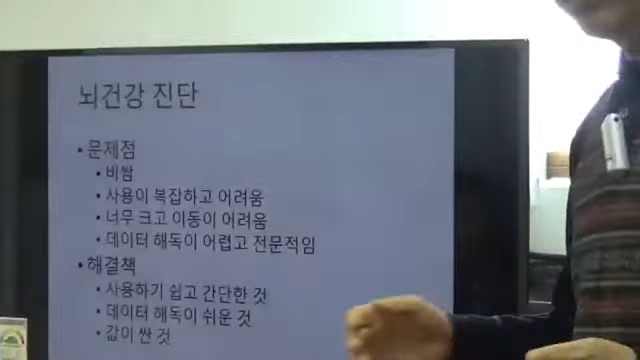 뇌건강 진단
• 문제점
• 비쌈
• 사용이 복잡하고 어려움
• 너무 크고 이동이 어려움
• 데이터 해독이 어렵고 전문적임
• 해결책
• 사용하기 쉽고 간단한 것
• 데이터 해독이 쉬운 것
• 값이 싼 것